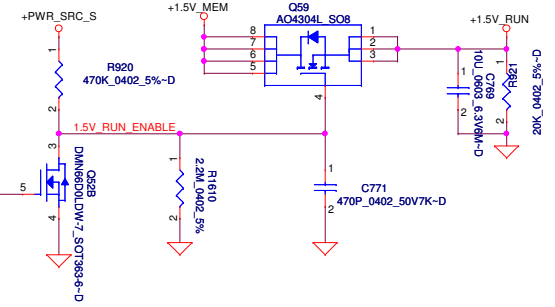 +PWR_SRC_S
+1.5V_MEM
Q59
AO4304L_SO8
+1.5V_RUN
8
7
6
5
1
2
3
4
1
R920
470K_0402_5%~D
2
1.5V_RUN_ENABLE
1
C769
10U_0603_6.3V6M~D
2
1
R921
20K_0402_5%~D
2
3
Q52B
DMN66D0LDW-7_SOT363-6~D
5
4
1
R1610
2.2M_0402_5%
2
1
C771
470P_0402_50V7K~D
2